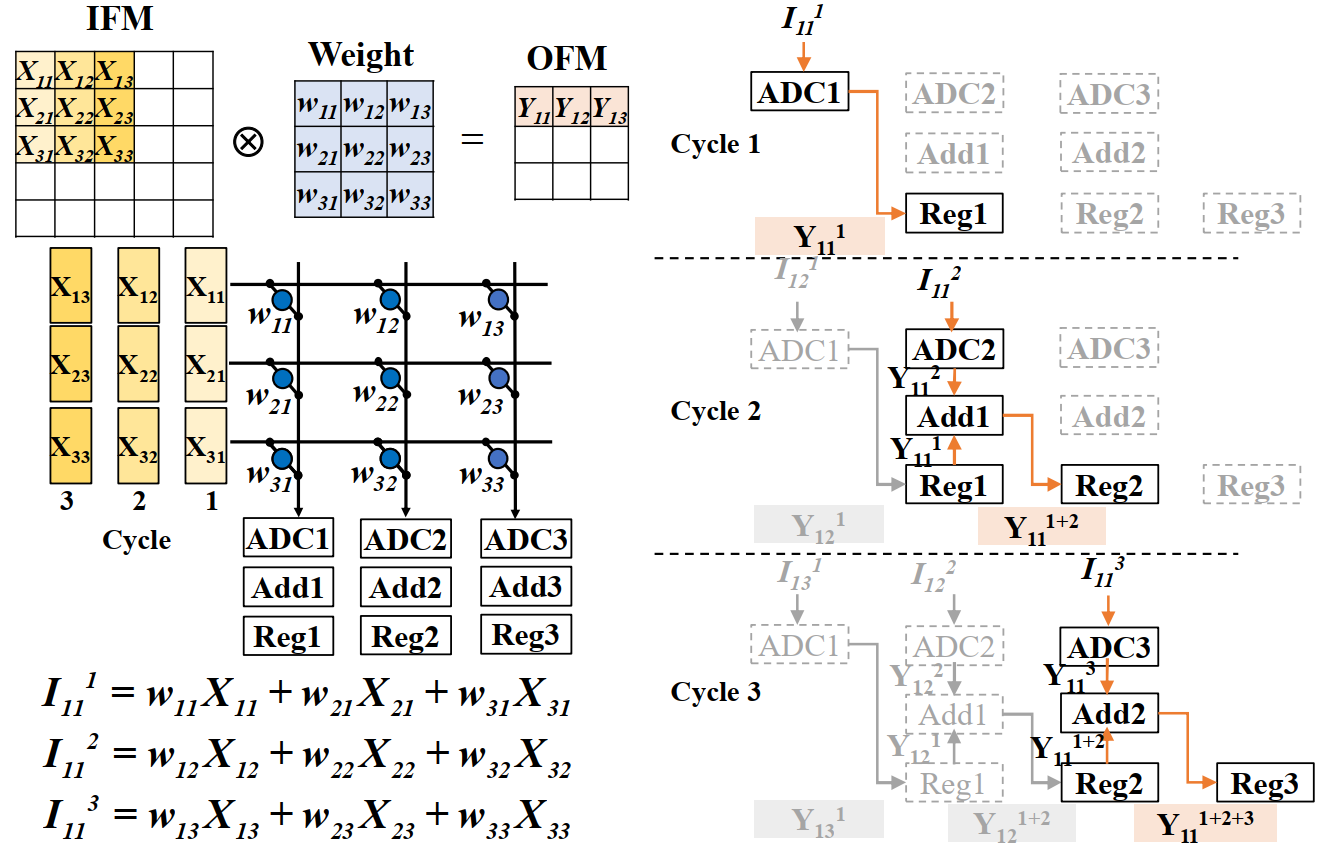 IFM
X11 X12 X13
X21 X22 X23
X31 X32 X33
⊗
Weight
w11 w12 w13
w21 w22 w23
w31 w32 w33
=
OFM
Y11 Y12 Y13
X13 X12 X11
w11 w12 w13
X23 X22 X21
w21 w22 w23
X33 X32 X31
w31 w32 w33
3 2 1
Cycle
ADC1 ADC2 ADC3
Add1 Add2 Add3
Reg1 Reg2 Reg3
I11^1 = w11X11 + w21X21 + w31X31
I11^2 = w12X12 + w22X22 + w32X32
I11^3 = w13X13 + w23X23 + w33X33
I11^1
ADC1 ADC2 ADC3
Cycle 1
Add1 Add2
Reg1 Reg2 Reg3
Y11^1
I12^1 I11^2
ADC1 ADC2 ADC3
Y11^2
Cycle 2
Add1 Add2
Y11^1
Reg1 Reg2 Reg3
Y12^1 Y11^1+2
I13^1 I12^2 I11^3
ADC1 ADC2 ADC3
Y12^2 Y11^3
Cycle 3
Add1 Add2
Y12^1 Y11^1+2
Reg1 Reg2 Reg3
Y13^1 Y12^1+2 Y11^1+2+3